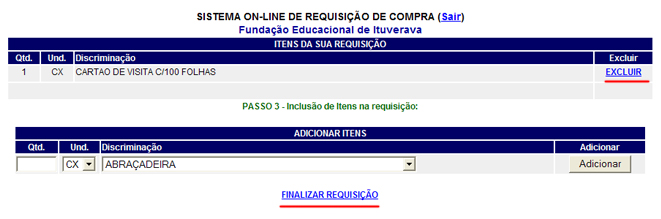 SISTEMA ON-LINE DE REQUISIÇÃO DE COMPRA (Sair)
Fundação Educacional de Ituverava
ITENS DA SUA REQUISIÇÃO
Qtd. Und. Discriminação Excluir
1 CX CARTAO DE VISITA C/100 FOLHAS EXCLUIR
PASSO 3 - Inclusão de Itens na requisição:
ADICIONAR ITENS
Qtd. Und. Discriminação Adicionar
CX ABRAÇADEIRA Adicionar
FINALIZAR REQUISIÇÃO